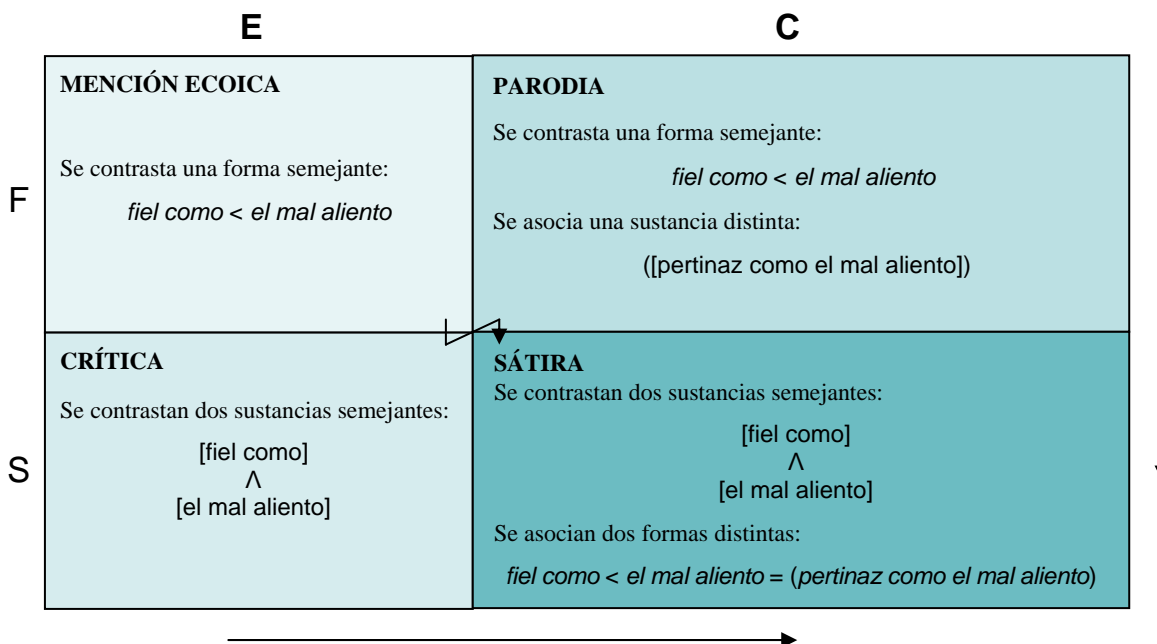 E
C
MENCIÓN ECOICA
Se contrasta una forma semejante:
fiel como < el mal aliento
PARODIA
Se contrasta una forma semejante:
fiel como < el mal aliento
Se asocia una sustancia distinta:
([pertinaz como el mal aliento])
F
CRÍTICA
Se contrastan dos sustancias semejantes:
[fiel como]
Λ
[el mal aliento]
SÁTIRA
Se contrastan dos sustancias semejantes:
[fiel como]
Λ
[el mal aliento]
Se asocian dos formas distintas:
fiel como < el mal aliento = (pertinaz como el mal aliento)
S